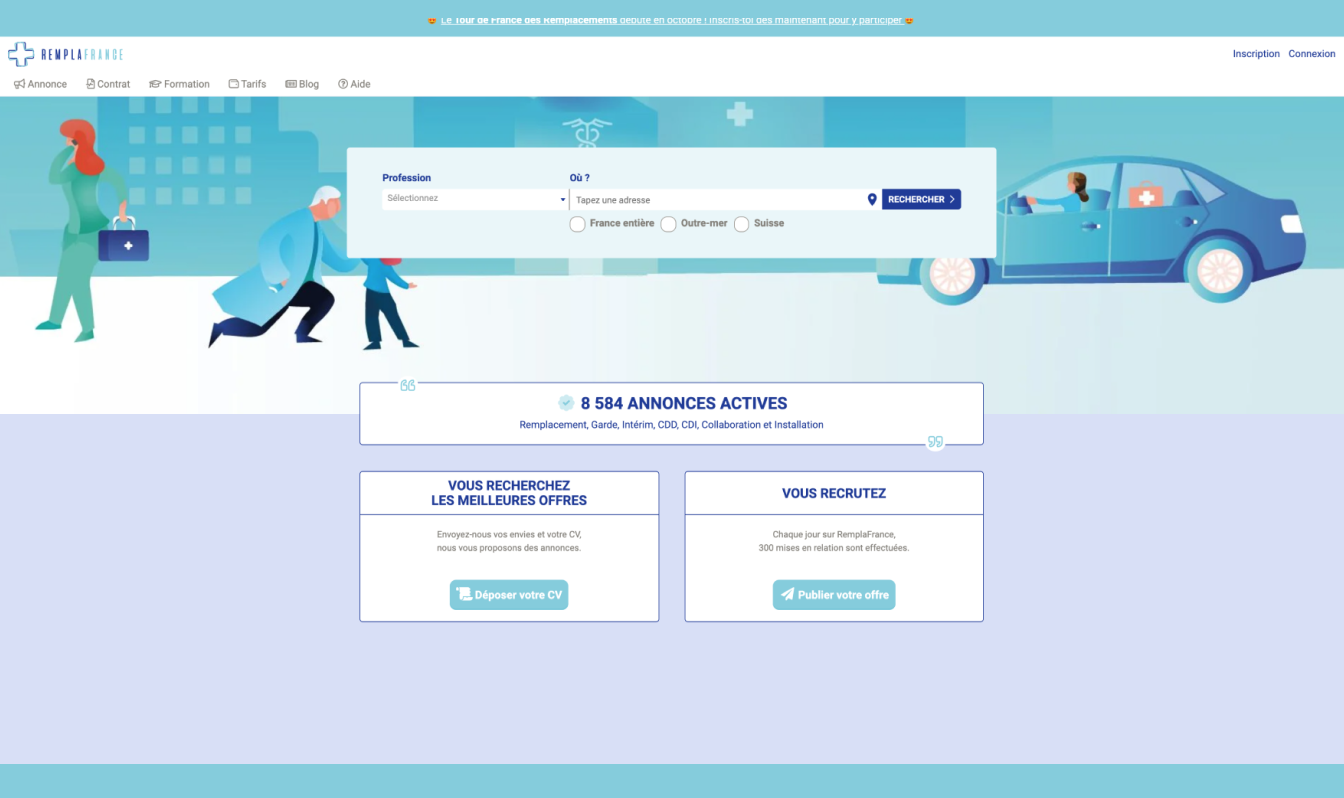 Le Tour de France des Remplacements débute en octobre ! Inscris-toi dès maintenant pour y participer
REMPLAFRANCE
Inscription Connexion
Annonce Contrat Formation Tarifs Blog Aide
Profession Où ?
Sélectionnez Tapez une adresse RECHERCHER
France entière Outre-mer Suisse
8 584 ANNONCES ACTIVES
Remplacement, Garde, Intérim, CDD, CDI, Collaboration et Installation
VOUS RECHERCHEZ
LES MEILLEURES OFFRES
Envoyez-nous vos envies et votre CV,
nous vous proposons des annonces.
Déposer votre CV
VOUS RECRUTEZ
Chaque jour sur RemplaFrance,
300 mises en relation sont effectuées.
Publier votre offre